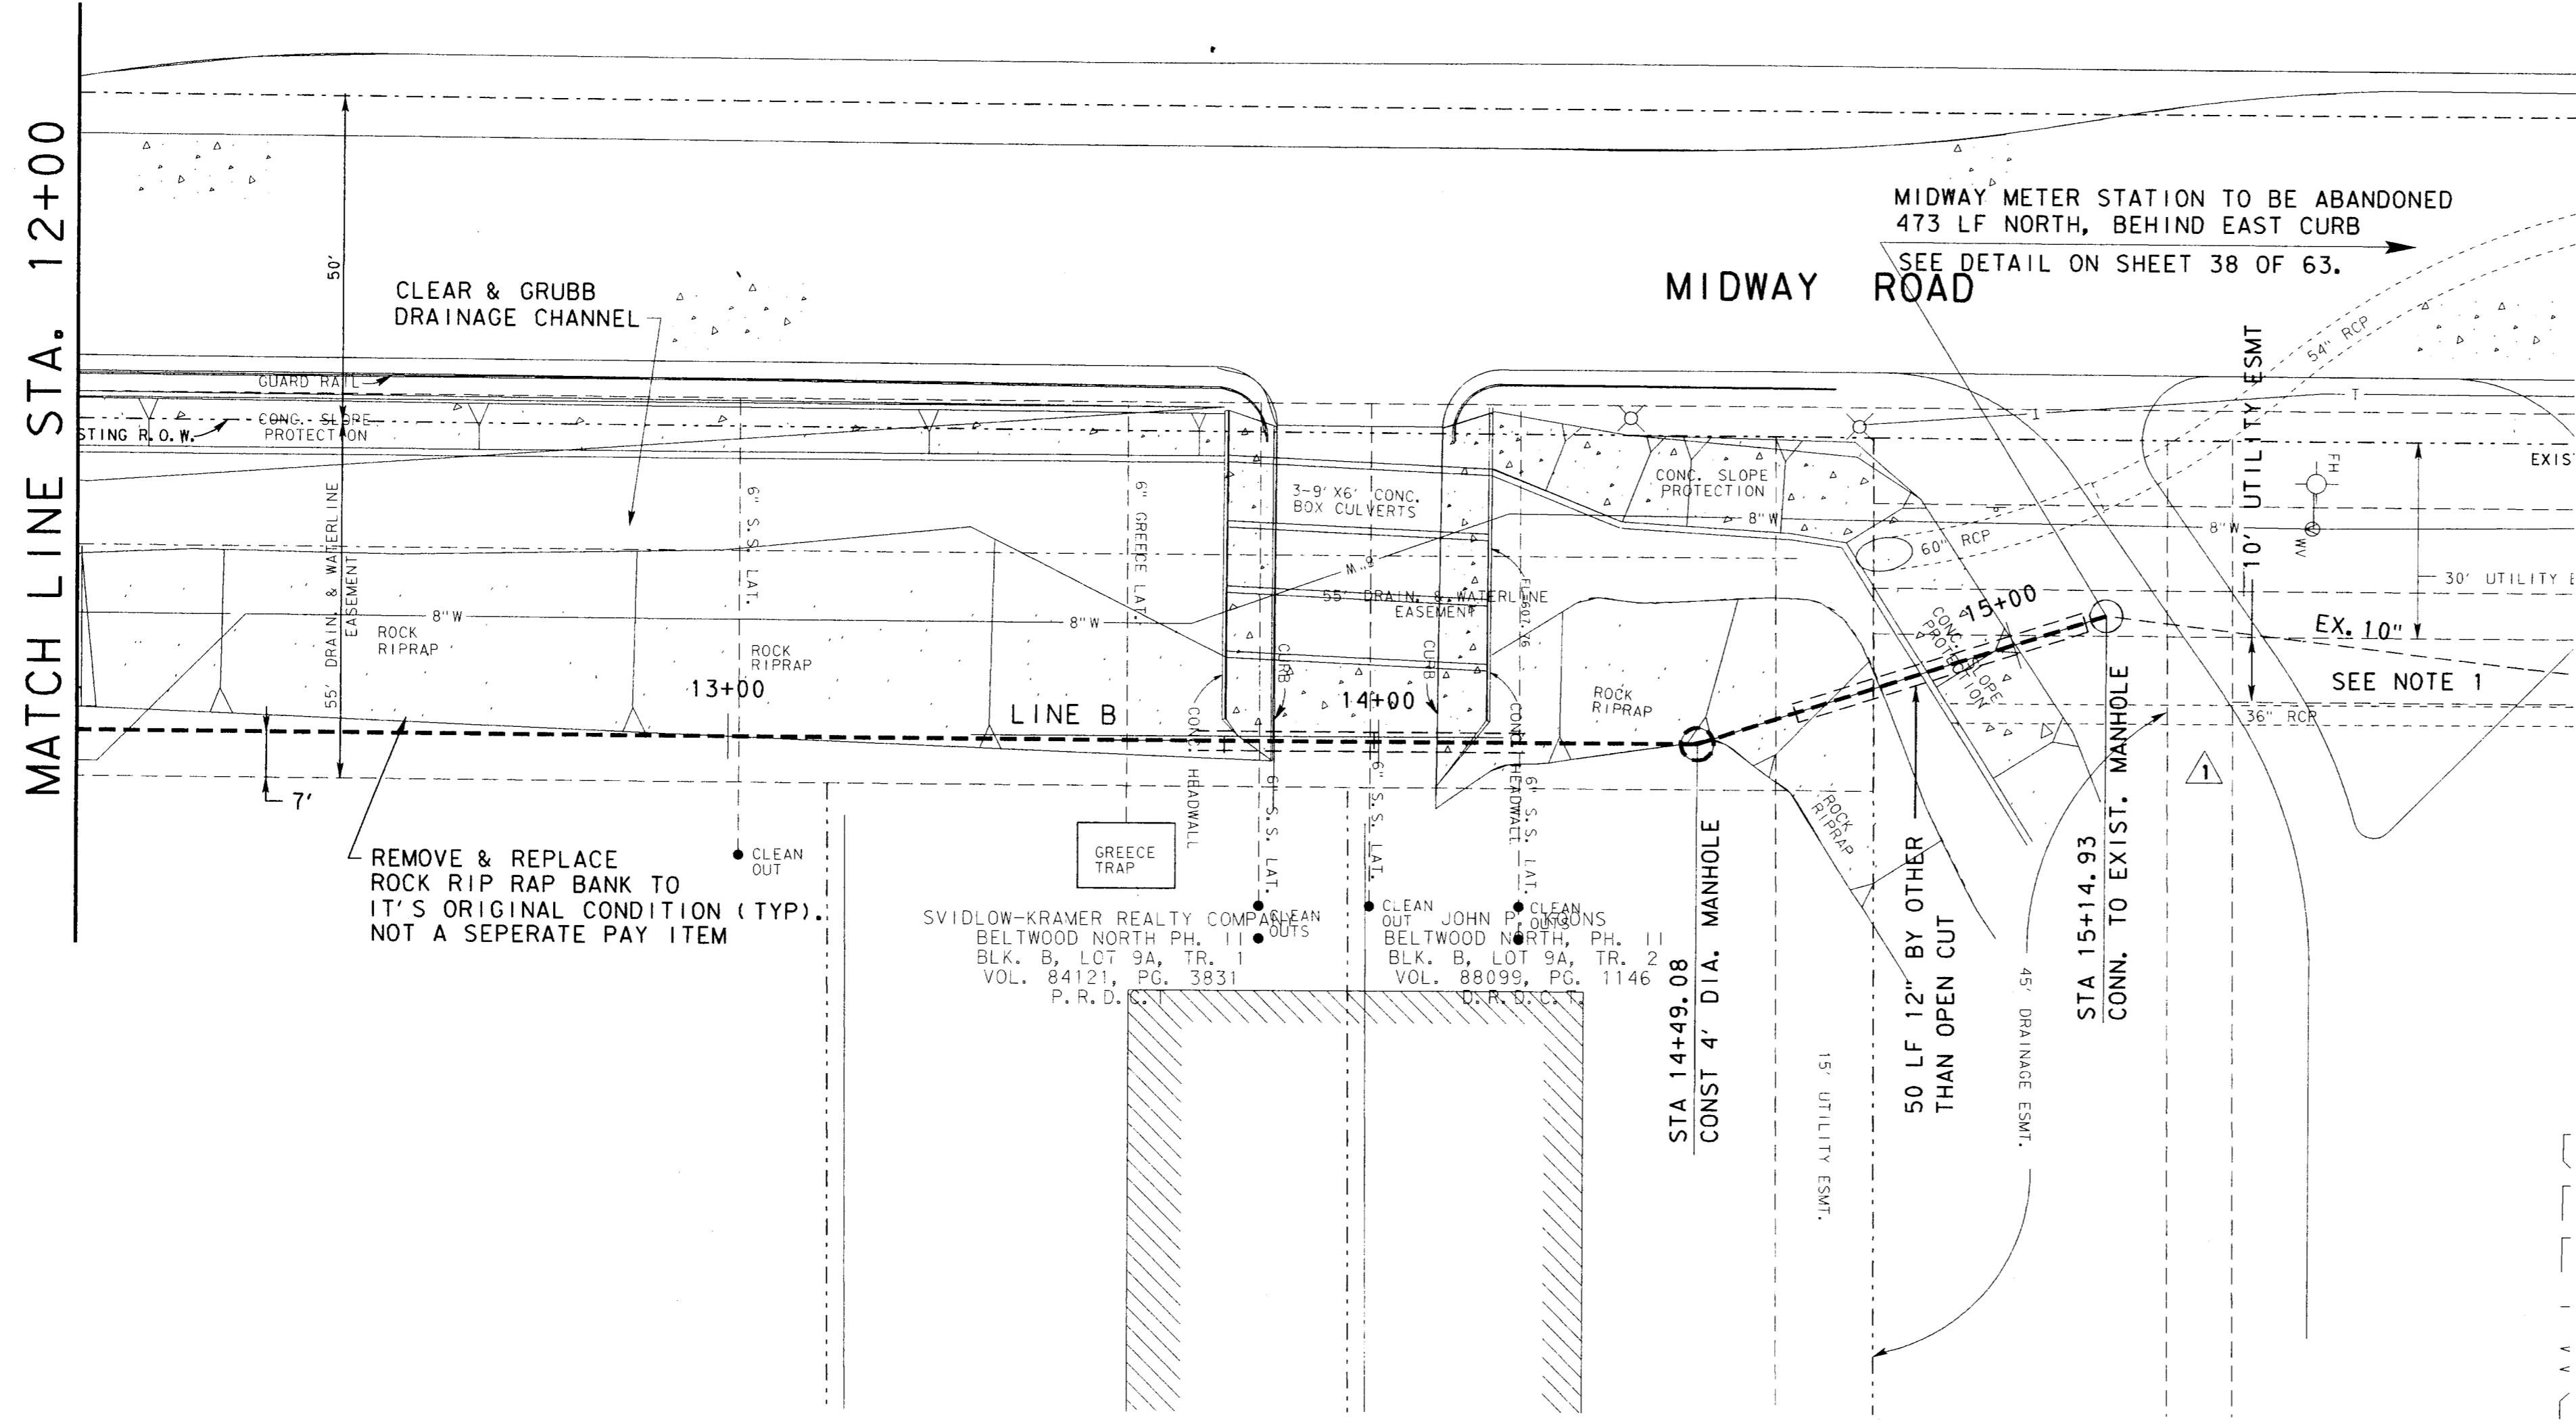 MATCH LINE STA. 12+00
MIDWAY METER STATION TO BE ABANDONED
473 LF NORTH, BEHIND EAST CURB
SEE DETAIL ON SHEET 38 OF 63.
MIDWAY ROAD
50'
CLEAR & GRUBB
DRAINAGE CHANNEL
GUARD RAIL
CONC. SLOPE
PROTECTION
STING R.O.W.
55' DRAIN. & WATERLINE
EASEMENT
6" S.S. LAT.
6" GREECE LAT.
3-9'X6' CONC.
BOX CULVERTS
CONC. SLOPE
PROTECTION
8"W
60" RCP
54" RCP
T
10' UTILITY ESMT
FH
WV
8"W
EXIS
30' UTILITY E
8"W
ROCK
RIPRAP
ROCK
RIPRAP
8"W
6"W
55' DRAIN. & WATERLINE
EASEMENT
FL=607.76
CURB
CURB
13+00
LINE B
14+00
ROCK
RIPRAP
15+00
CONC. SLOPE
PROTECTION
EX. 10"
SEE NOTE 1
36" RCP
1
7'
REMOVE & REPLACE
ROCK RIP RAP BANK TO
IT'S ORIGINAL CONDITION (TYP).
NOT A SEPERATE PAY ITEM
CLEAN
OUT
GREECE
TRAP
CONC. HEADWALL
6" S.S. LAT.
6" S.S. LAT.
CONC. HEADWALL
6" S.S. LAT.
CLEAN
OUTS
CLEAN
OUT
CLEAN
OUTS
SVIDLOW-KRAMER REALTY COMPANY
BELTWOOD NORTH PH. II
BLK. B, LOT 9A, TR. 1
VOL. 84121, PG. 3831
P.R.D.C.T
JOHN P. KOONS
BELTWOOD NORTH, PH. II
BLK. B, LOT 9A, TR. 2
VOL. 88099, PG. 1146
D.R.D.C.T.
STA 14+49.08
CONST 4' DIA. MANHOLE
ROCK
RIPRAP
15' UTILITY ESMT.
50 LF 12" BY OTHER
THAN OPEN CUT
45' DRAINAGE ESMT.
STA 15+14.93
CONN. TO EXIST. MANHOLE